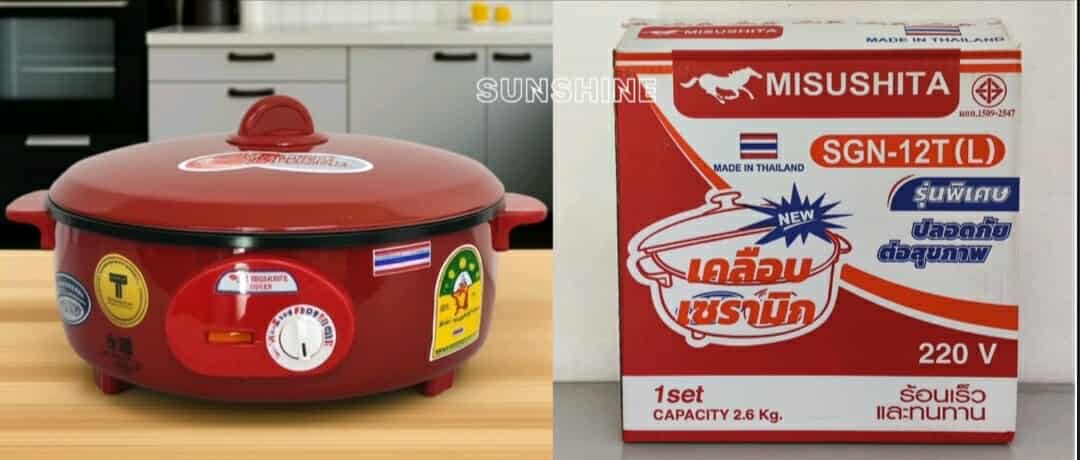 SUNSHINE
MISUSHITA
MADE IN THAILAND
MISUSHITA
มอก.1509-2547
MADE IN THAILAND
SGN-12T(L)
รุ่นพิเศษ
ปลอดภัย
ต่อสุขภาพ
NEW
เคลือบ
เซรามิก
220 V
1set
CAPACITY 2.6 Kg.
ร้อนเร็ว
และทนทาน